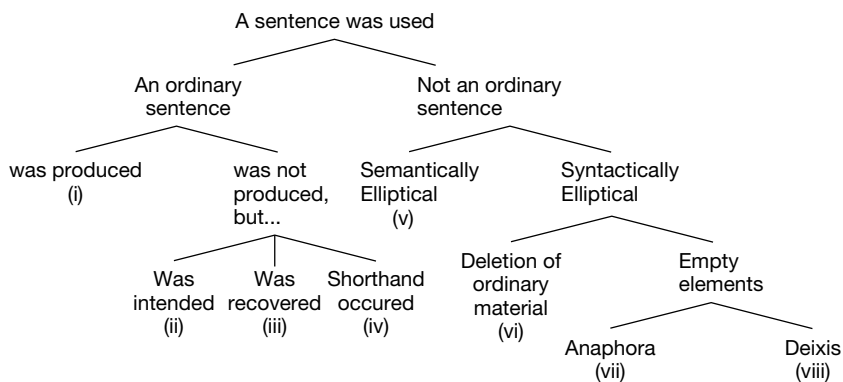 A sentence was used
An ordinary
sentence
Not an ordinary
sentence
was produced
(i)
was not
produced,
but...
Semantically
Elliptical
(v)
Syntactically
Elliptical
Was
intended
(ii)
Was
recovered
(iii)
Shorthand
occured
(iv)
Deletion of
ordinary
material
(vi)
Empty
elements
Anaphora
(vii)
Deixis
(viii)